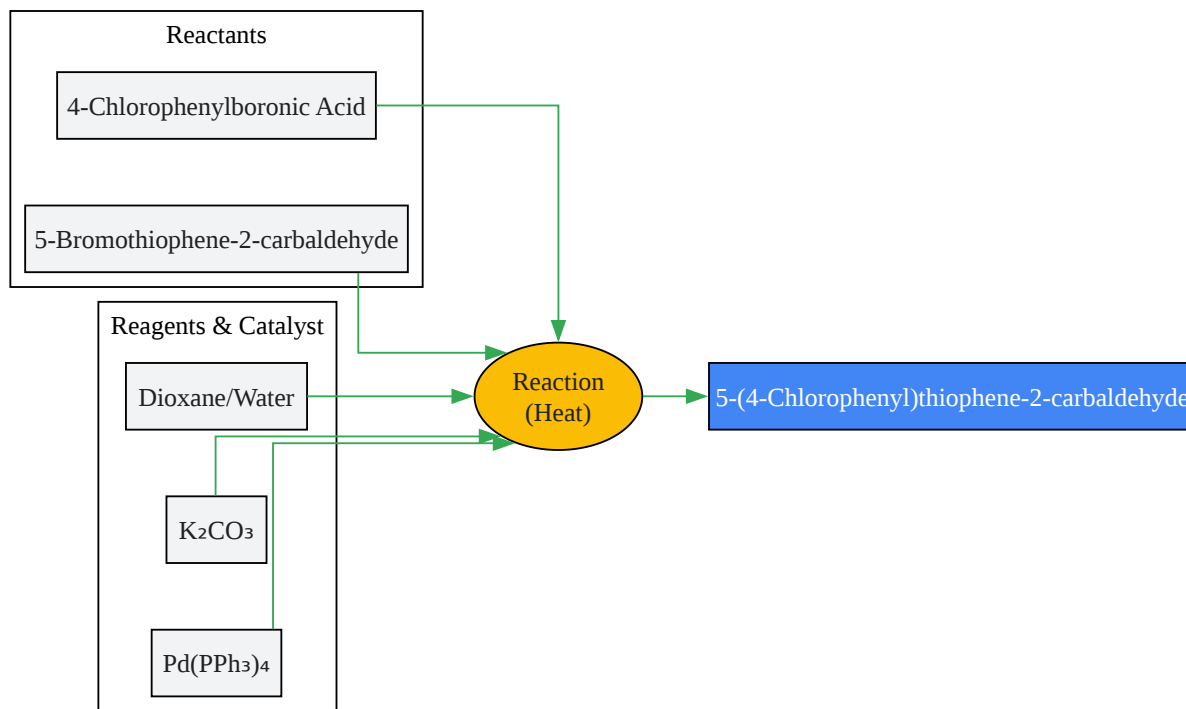 Reactants
4-Chlorophenylboronic Acid
5-Bromothiophene-2-carbaldehyde
Reagents & Catalyst
Dioxane/Water
K₂CO₃
Pd(PPh₃)₄
Reaction
(Heat)
5-(4-Chlorophenyl)thiophene-2-carbaldehyde